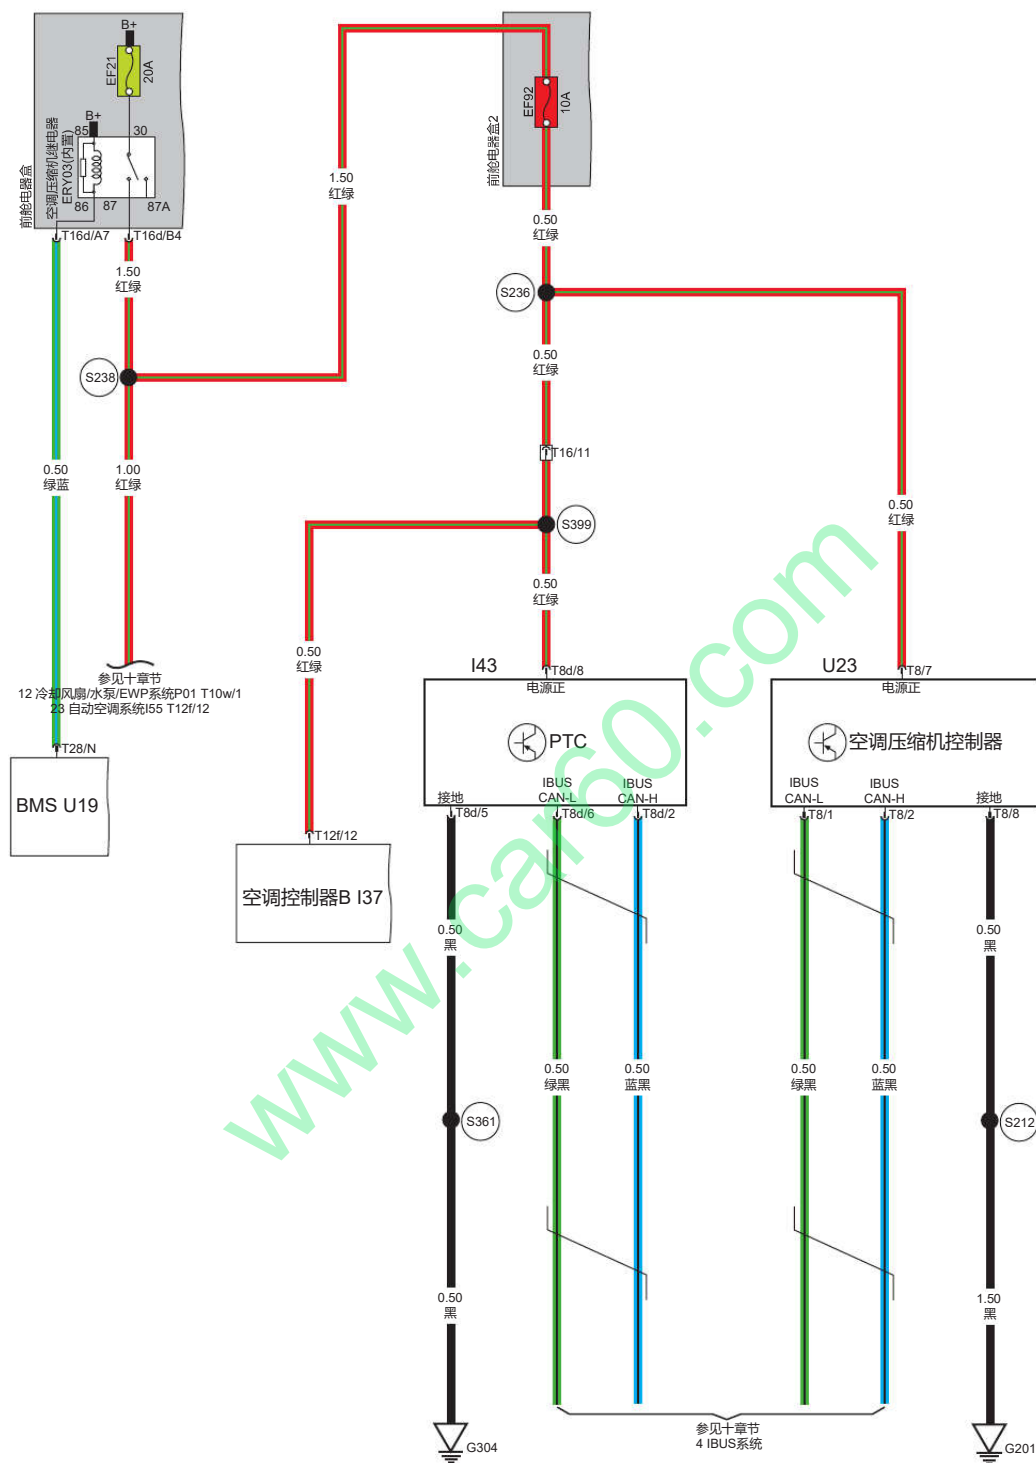 B+
EF21
20A
B+
85
30
空调压缩机继电器
ERY03(内置)
前舱电器盒
86
87
87A
T16d/A7
T16d/B4
EF92
10A
前舱电器盒2
1.50
红绿
0.50
红绿
1.50
红绿
S236
0.50
红绿
S238
T16/11
0.50
绿蓝
1.00
红绿
0.50
红绿
S399
0.50
红绿
0.50
红绿
参见十章节
12 冷却风扇/水泵/EWP系统P01 T10w/1
23 自动空调系统I55 T12f/12
I43
T8d/8
U23
T8/7
电源正
电源正
T28/N
PTC
空调压缩机控制器
BMS U19
接地
IBUS
CAN-L
IBUS
CAN-H
IBUS
CAN-L
IBUS
CAN-H
接地
T8d/5
T8d/6
T8d/2
T8/1
T8/2
T8/8
T12f/12
空调控制器B I37
0.50
黑
0.50
黑
0.50
绿黑
0.50
蓝黑
0.50
绿黑
0.50
蓝黑
S361
S212
0.50
黑
1.50
黑
参见十章节
4 IBUS系统
G304
G201
www.car60.com